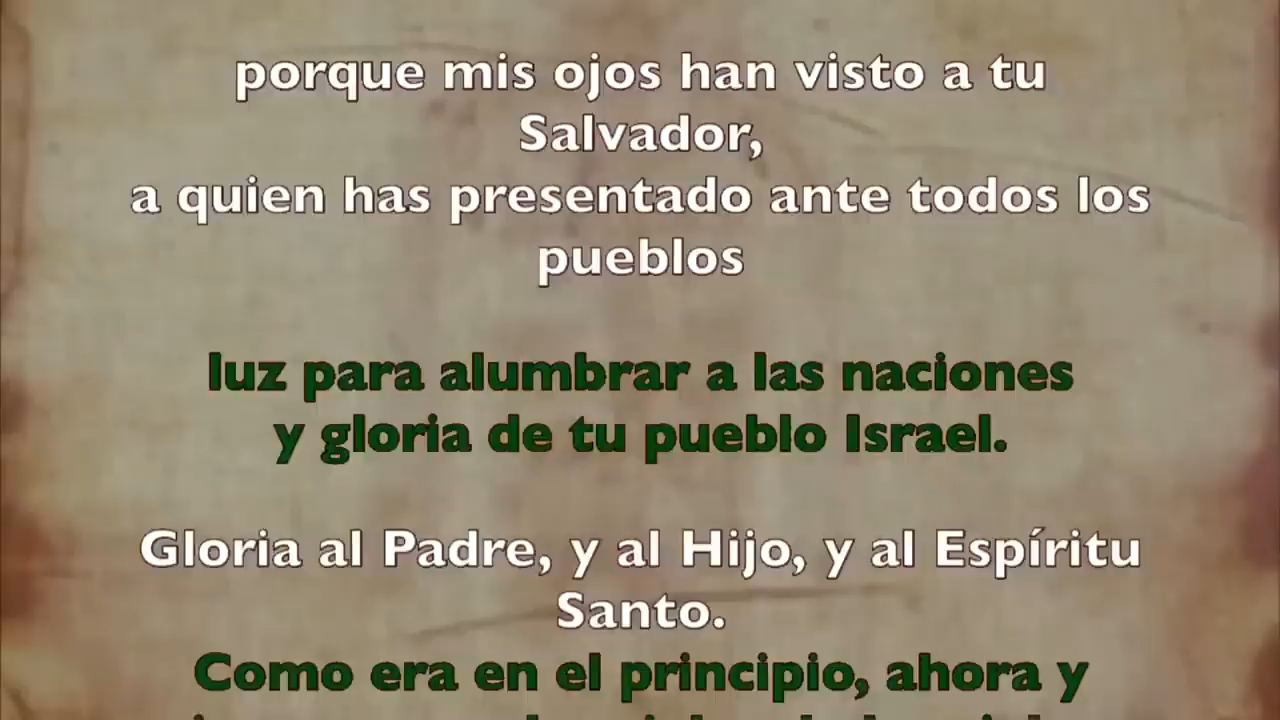 porque mis ojos han visto a tu
Salvador,
a quien has presentado ante todos los
pueblos
luz para alumbrar a las naciones
y gloria de tu pueblo Israel.
Gloria al Padre, y al Hijo, y al Espíritu
Santo.
Como era en el principio, ahora y